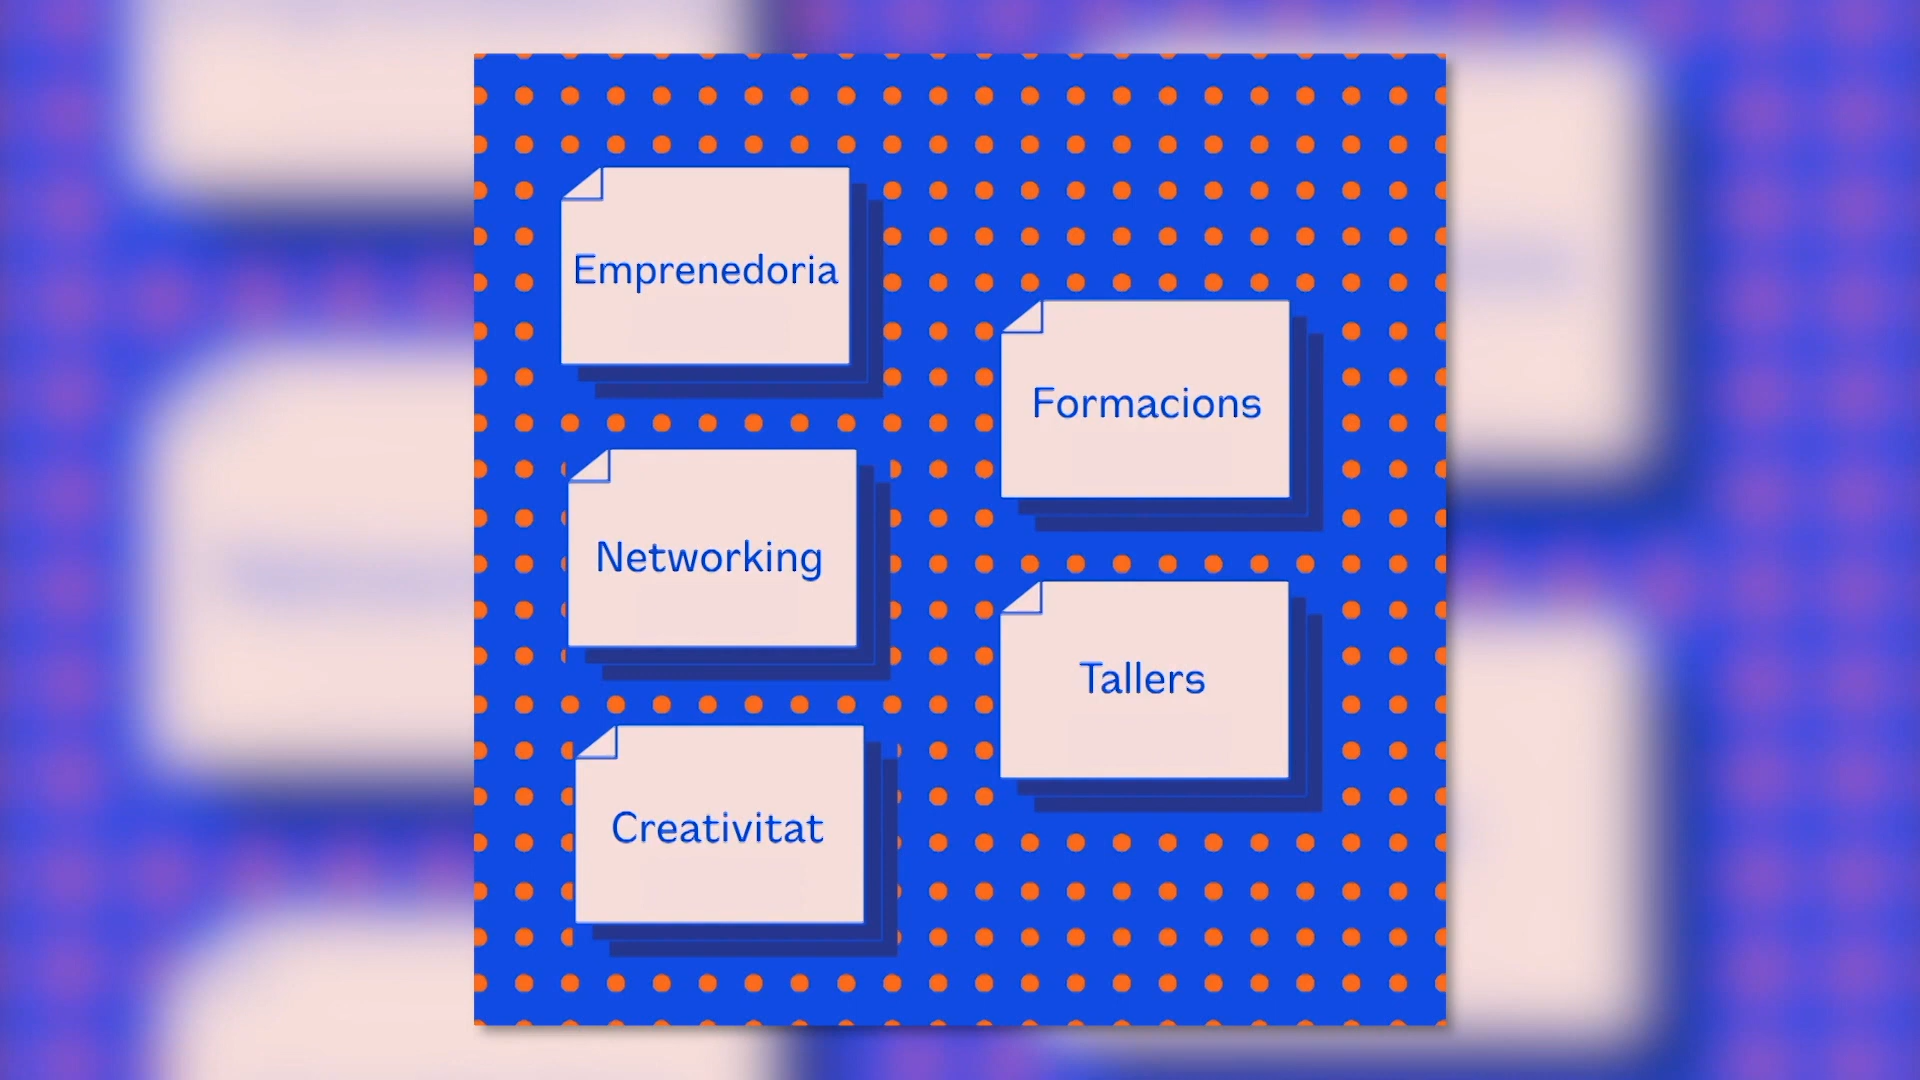 Emprenedoria
Networking
Creativitat
Formacions
Tallers